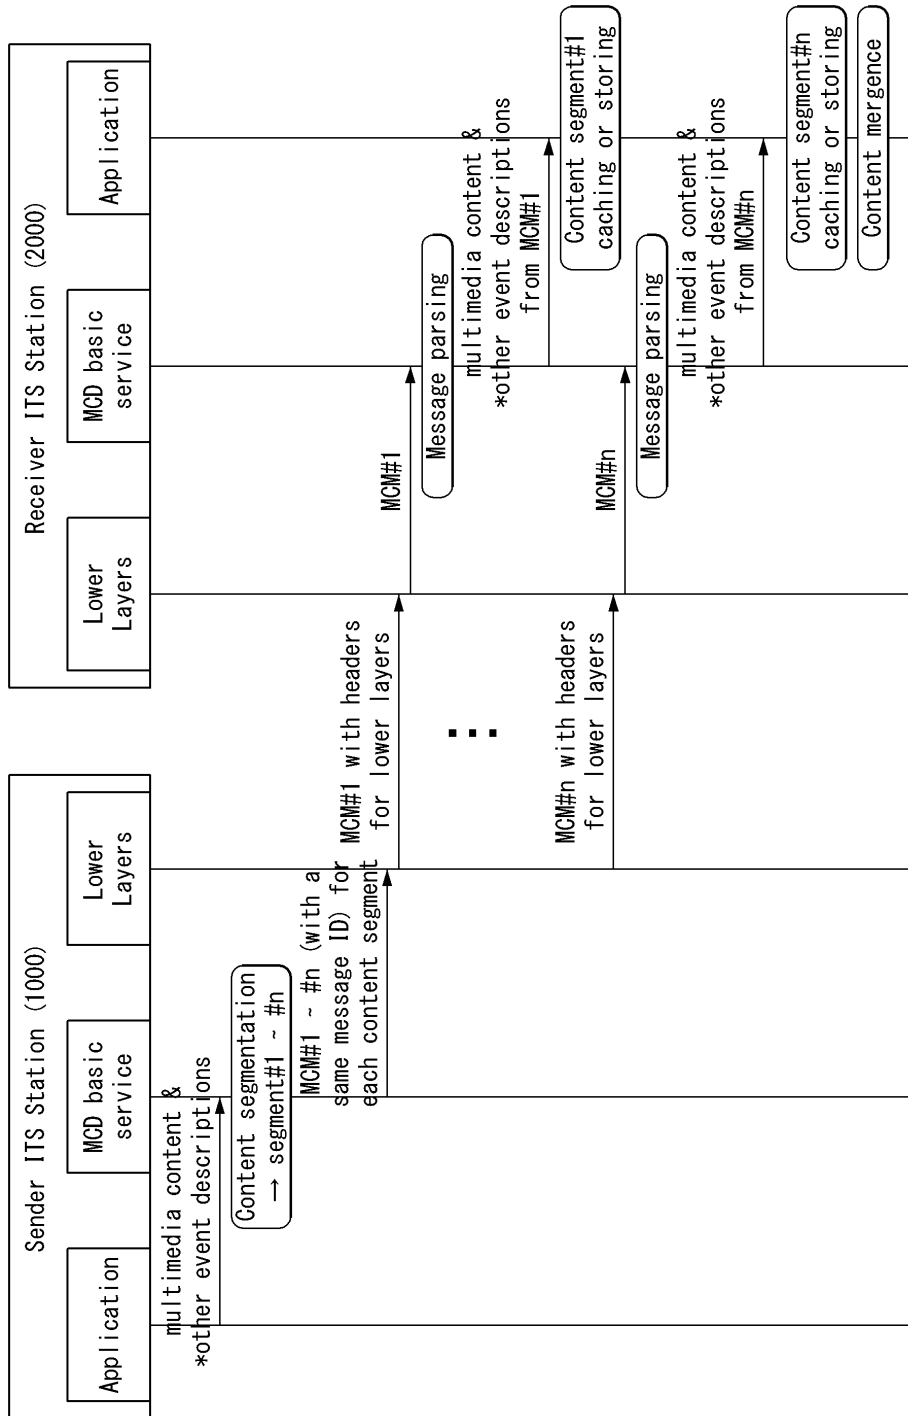 Sender ITS Station (1000)
Application
MCD basic
service
Lower
Layers
Receiver ITS Station (2000)
Lower
Layers
MCD basic
service
Application
multimedia content &
*other event descriptions
Content segmentation
→ segment#1 ~ #n
MCM#1 ~ #n (with a
same message ID) for
each content segment
MCM#1 with headers
for lower layers
MCM#1
Message parsing
multimedia content &
*other event descriptions
from MCM#1
Content segment#1
caching or storing
...
MCM#n with headers
for lower layers
MCM#n
Message parsing
multimedia content &
*other event descriptions
from MCM#n
Content segment#n
caching or storing
Content mergence